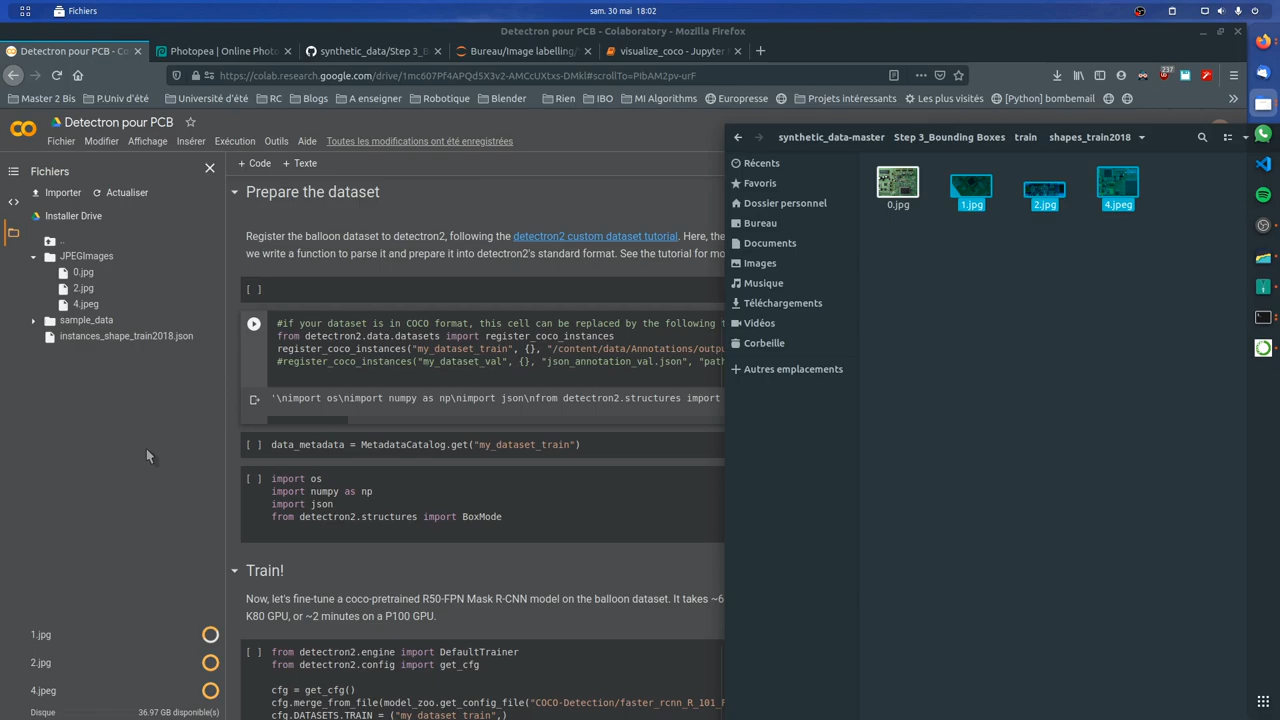 Fichiers
sam. 30 mai 18:02
Detectron pour PCB - Colaboratory - Mozilla Firefox
Detectron pour PCB - Co
Photopea | Online Photo
synthetic_data/Step 3_B
Bureau/Image labelling/
visualize_coco - Jupyter
https://colab.research.google.com/drive/1mc607PF4APQd5X3v2-AMCcUXtxs-DMkl#scrollTo=PIbAM2pv-urF
237
Master 2 Bis
P.Univ d'été
Université d'été
RC
Blogs
A enseigner
Robotique
Blender
Rien
IBO
MI Algorithms
Europresse
Projets intéressants
Les plus visités
[Python] bombemail
Detectron pour PCB
Fichier Modifier Affichage Insérer Exécution Outils Aide Toutes les modifications ont été enregistrées
Fichiers
Importer Actualiser
Installer Drive
..
JPEGImages
0.jpg
2.jpg
4.jpeg
sample_data
instances_shape_train2018.json
1.jpg
2.jpg
4.jpeg
Disque 36.97 GB disponible(s)
+ Code + Texte
Prepare the dataset
Register the balloon dataset to detectron2, following the detectron2 custom dataset tutorial. Here, the
we write a function to parse it and prepare it into detectron2's standard format. See the tutorial for mo
[ ]
#if your dataset is in COCO format, this cell can be replaced by the following t
from detectron2.data.datasets import register_coco_instances
register_coco_instances("my_dataset_train", {}, "/content/data/Annotations/outpu
#register_coco_instances("my_dataset_val", {}, "json_annotation_val.json", "path
'\nimport os\nimport numpy as np\nimport json\nfrom detectron2.structures import
[ ] data_metadata = MetadataCatalog.get("my_dataset_train")
[ ] import os
import numpy as np
import json
from detectron2.structures import BoxMode
Train!
Now, let's fine-tune a coco-pretrained R50-FPN Mask R-CNN model on the balloon dataset. It takes ~6
K80 GPU, or ~2 minutes on a P100 GPU.
[ ] from detectron2.engine import DefaultTrainer
from detectron2.config import get_cfg
cfg = get_cfg()
cfg.merge_from_file(model_zoo.get_config_file("COCO-Detection/faster_rcnn_R_101_F
cfg.DATASETS.TRAIN = ("my_dataset_train",)
synthetic_data-master Step 3_Bounding Boxes train shapes_train2018
Récents
Favoris
Dossier personnel
Bureau
Documents
Images
Musique
Téléchargements
Vidéos
Corbeille
+ Autres emplacements
0.jpg
1.jpg
2.jpg
4.jpeg